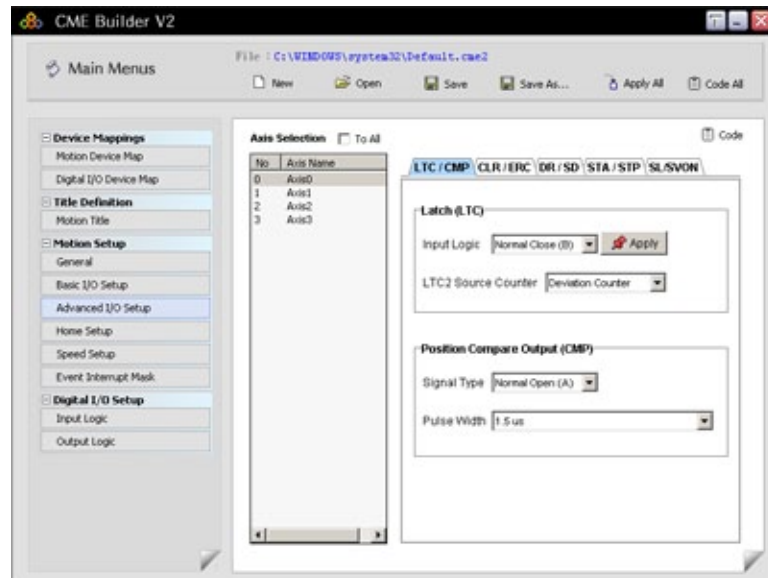 CME Builder V2
Main Menus
File : C:\WINDOWS\system32\Default.cme2
New Open Save Save As... Apply All Code All
Device Mappings
Motion Device Map
Digital I/O Device Map
Title Definition
Motion Title
Motion Setup
General
Basic I/O Setup
Advanced I/O Setup
Home Setup
Speed Setup
Event Interrupt Mask
Digital I/O Setup
Input Logic
Output Logic
Axis Selection To All
No Axis Name
0 Axis0
1 Axis1
2 Axis2
3 Axis3
Code
LTC / CMP CLR / ERC DR / SD STA / STP SL/SVON
Latch (LTC)
Input Logic Normal Close (B) Apply
LTC2 Source Counter Deviation Counter
Position Compare Output (CMP)
Signal Type Normal Open (A)
Pulse Width 1.5 us